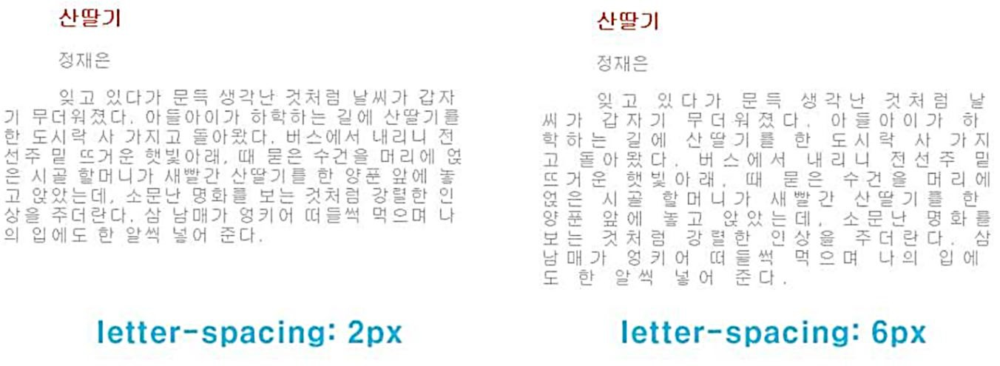 산딸기
정재은
잊고 있다가 문득 생각난 것처럼 날씨가 갑자
기 무더워졌다. 아들아이가 하학하는 길에 산딸기를
한 도시락 사 가지고 돌아왔다. 버스에서 내리니 전
선주 밑 뜨거운 햇빛아래, 때 묻은 수건을 머리에 얹
은 시골 할머니가 새빨간 산딸기를 한 양푼 앞에 놓
고 앉았는데, 소문난 명화를 보는 것처럼 강렬한 인
상을 주더란다. 삼 남매가 엉키어 떠들썩 먹으며 나
의 입에도 한 알씩 넣어 준다.
letter-spacing: 2px
산딸기
정재은
잊고 있다가 문득 생각난 것처럼 날
씨가 갑자기 무더워졌다. 아들아이가 하
학하는 길에 산딸기를 한 도시락 사 가지
고 돌아왔다. 버스에서 내리니 전선주 밑
뜨거운 햇빛아래, 때 묻은 수건을 머리에
얹은 시골 할머니가 새빨간 산딸기를 한
양푼 앞에 놓고 앉았는데, 소문난 명화를
보는 것처럼 강렬한 인상을 주더란다. 삼
남매가 엉키어 떠들썩 먹으며 나의 입에
도 한 알씩 넣어 준다.
letter-spacing: 6px